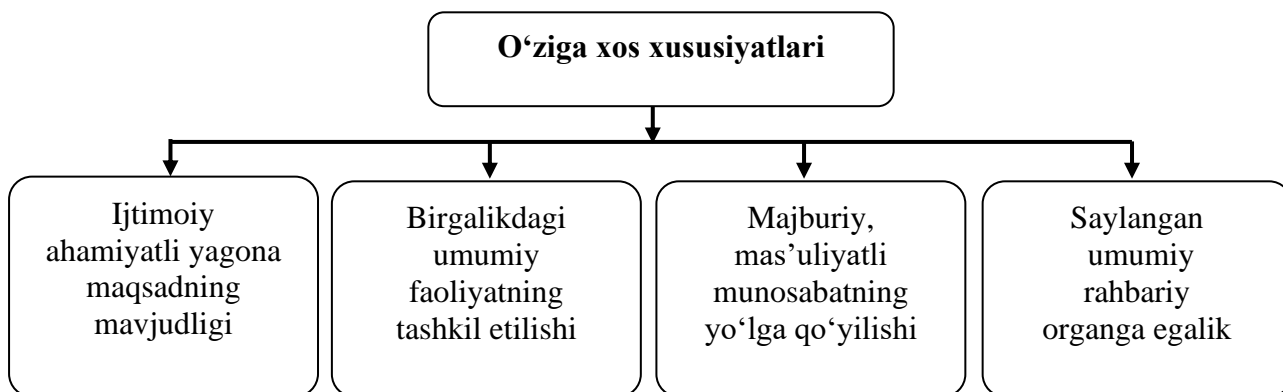 O‘ziga xos xususiyatlari
Ijtimoiy
ahamiyatli yagona
maqsadning
mavjudligi
Birgalikdagi
umumiy
faoliyatning
tashkil etilishi
Majburiy,
mas’uliyatli
munosabatning
yo‘lga qo‘yilishi
Saylangan
umumiy
rahbariy
organga egalik